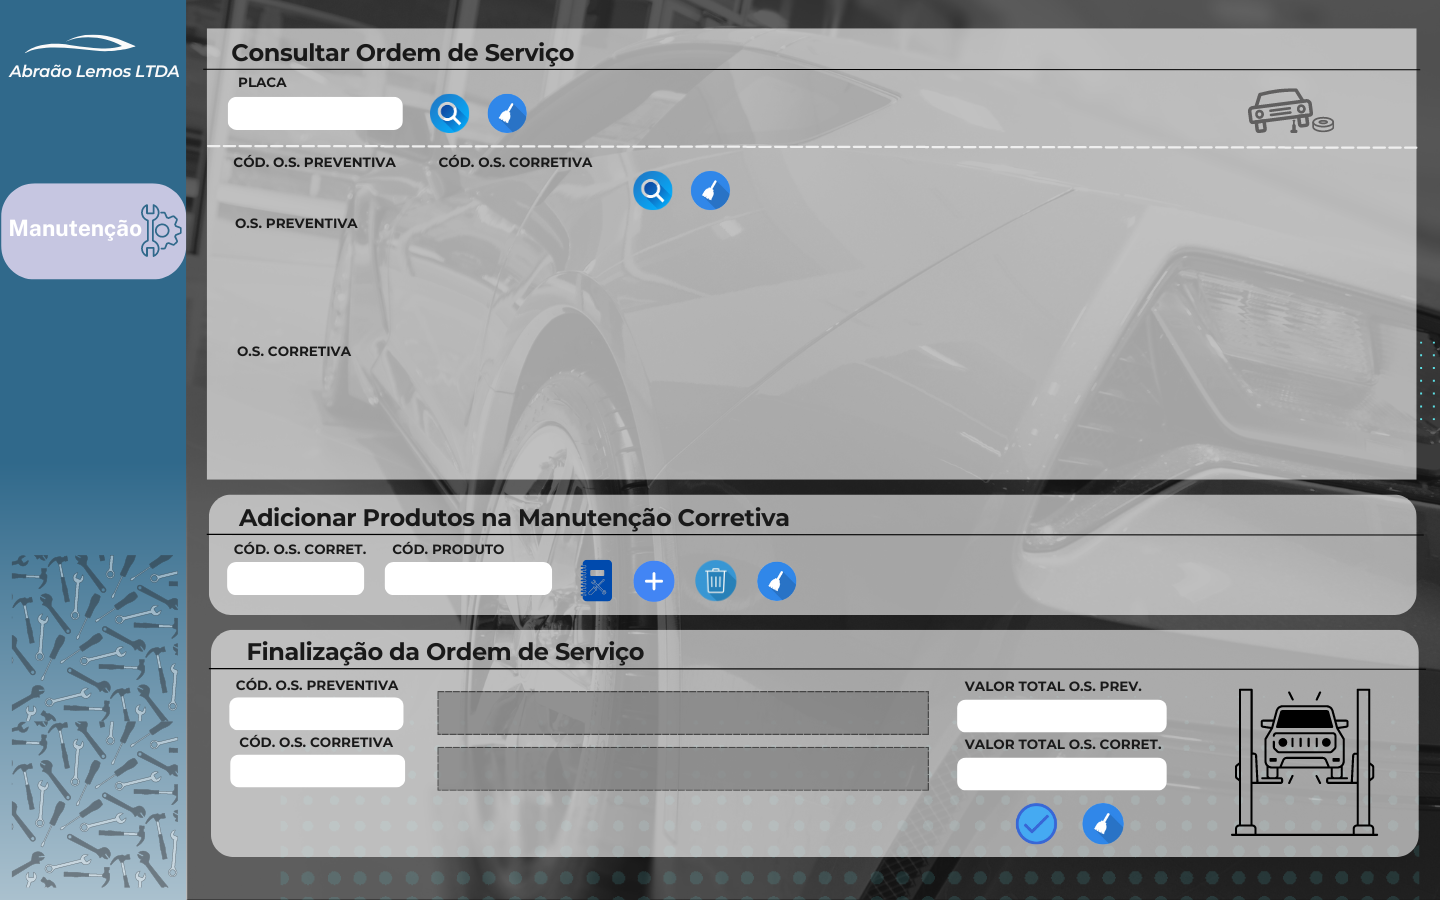 Abraão Lemos LTDA
Manutenção
Consultar Ordem de Serviço
PLACA
CÓD. O.S. PREVENTIVA
CÓD. O.S. CORRETIVA
O.S. PREVENTIVA
O.S. CORRETIVA
Adicionar Produtos na Manutenção Corretiva
CÓD. O.S. CORRET.
CÓD. PRODUTO
Finalização da Ordem de Serviço
CÓD. O.S. PREVENTIVA
VALOR TOTAL O.S. PREV.
CÓD. O.S. CORRETIVA
VALOR TOTAL O.S. CORRET.